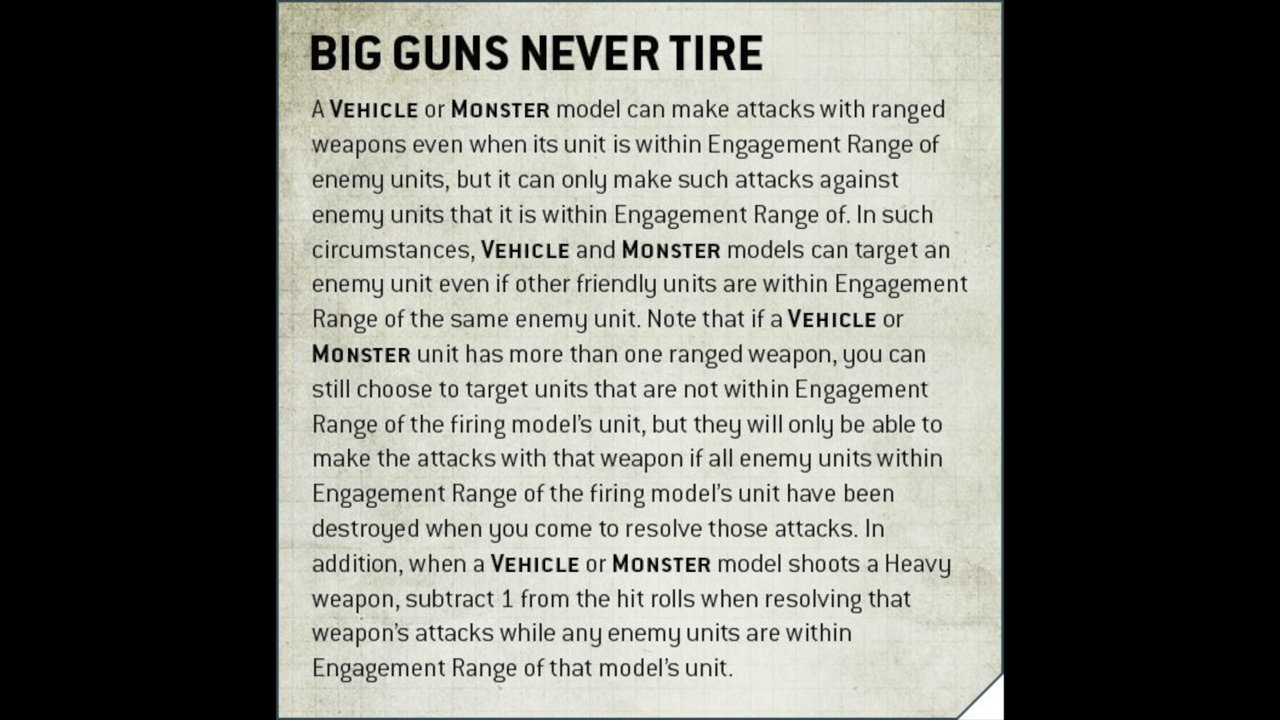 BIG GUNS NEVER TIRE
A VEHICLE or MONSTER model can make attacks with ranged
weapons even when its unit is within Engagement Range of
enemy units, but it can only make such attacks against
enemy units that it is within Engagement Range of. In such
circumstances, VEHICLE and MONSTER models can target an
enemy unit even if other friendly units are within Engagement
Range of the same enemy unit. Note that if a VEHICLE or
MONSTER unit has more than one ranged weapon, you can
still choose to target units that are not within Engagement
Range of the firing model's unit, but they will only be able to
make the attacks with that weapon if all enemy units within
Engagement Range of the firing model's unit have been
destroyed when you come to resolve those attacks. In
addition, when a VEHICLE or MONSTER model shoots a Heavy
weapon, subtract 1 from the hit rolls when resolving that
weapon's attacks while any enemy units are within
Engagement Range of that model's unit.